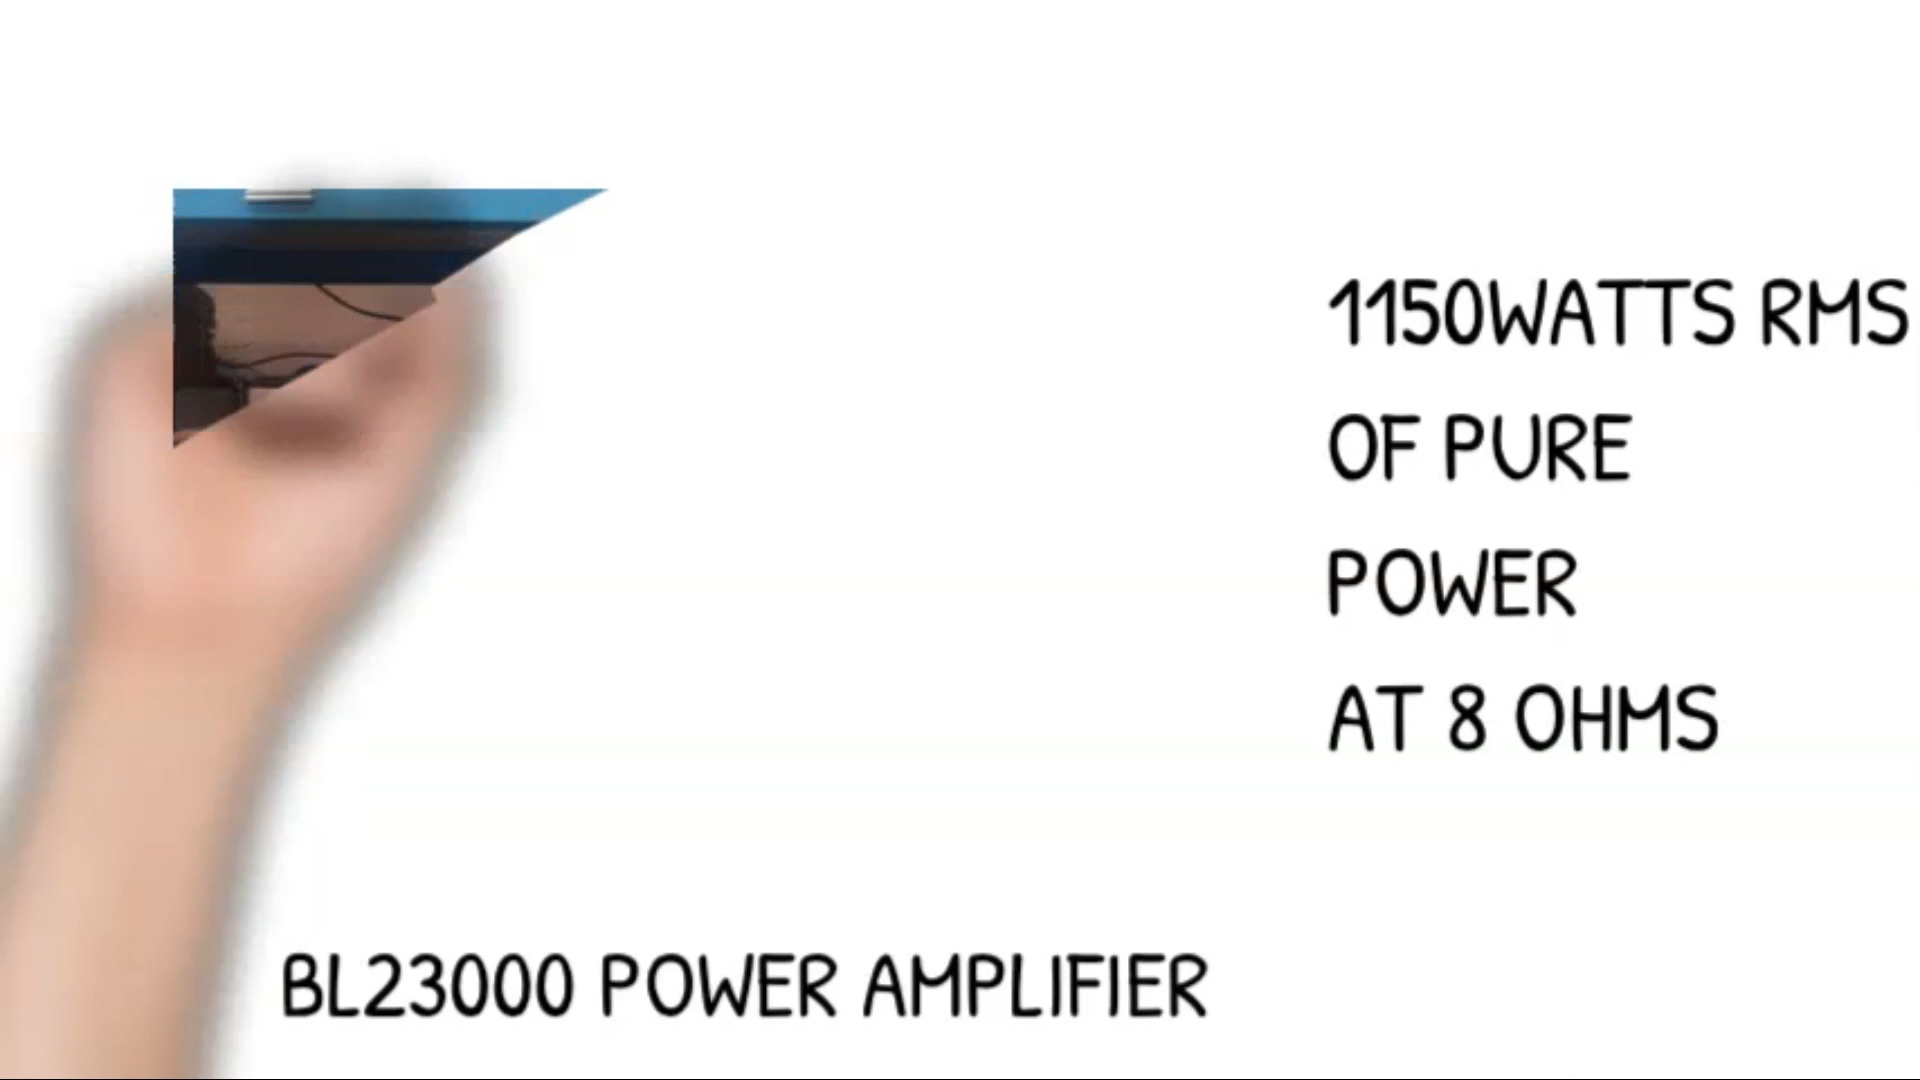 1150WATTS RMS
OF PURE
POWER
AT 8 OHMS
BL23000 POWER AMPLIFIER